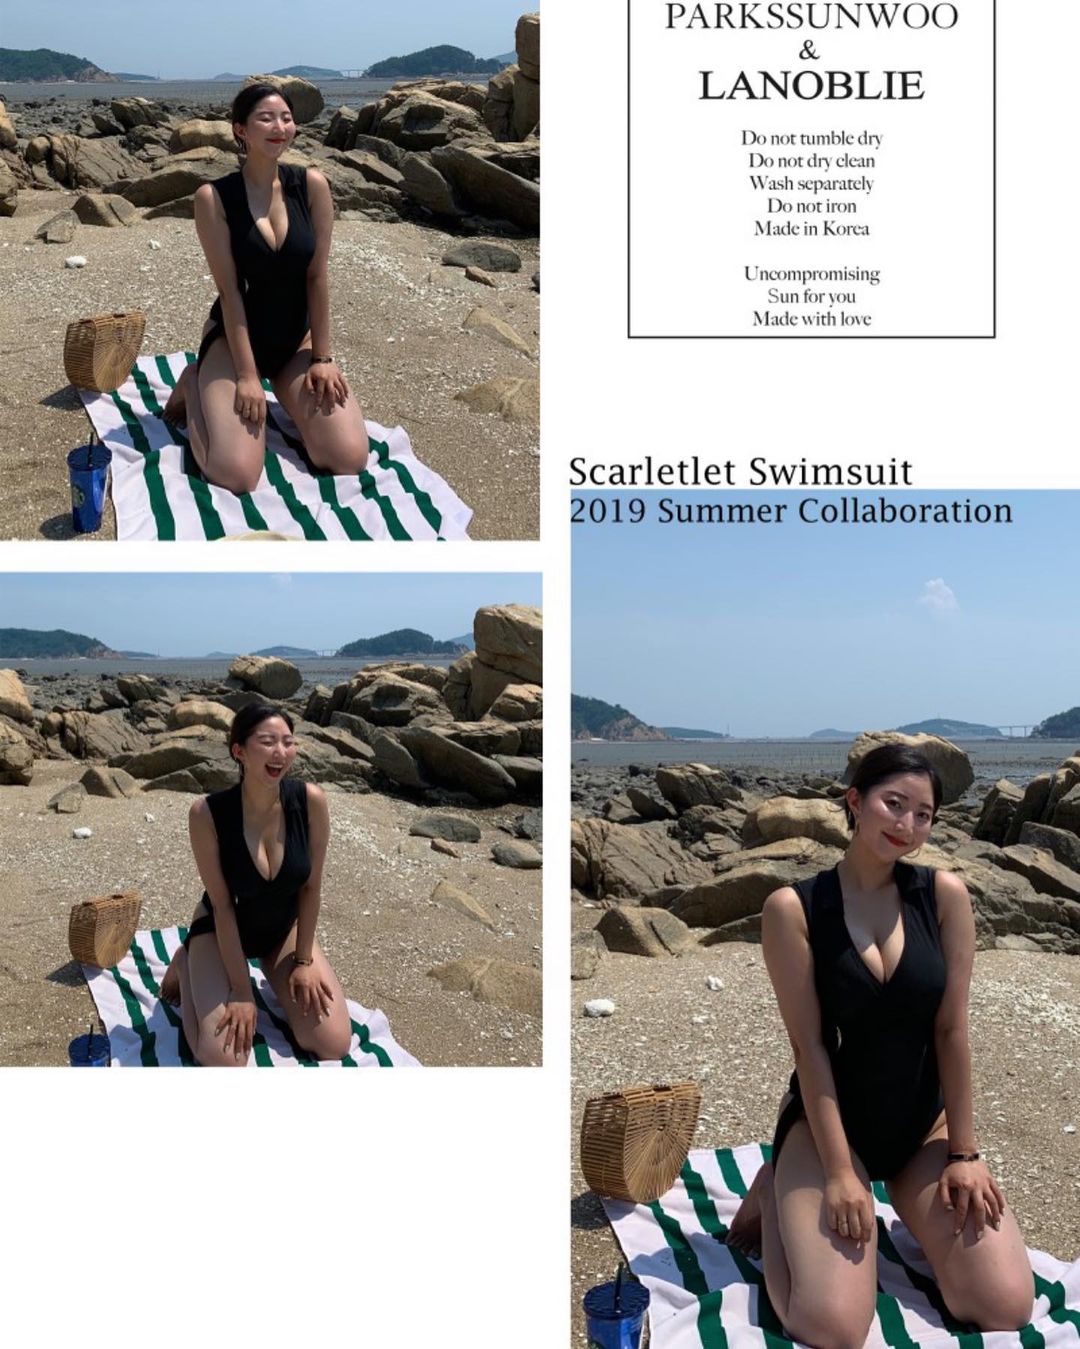 PARKSSUNWOO
&
LANOBLIE
Do not tumble dry
Do not dry clean
Wash separately
Do not iron
Made in Korea
Uncompromising
Sun for you
Made with love
Scarletlet Swimsuit
2019 Summer Collaboration